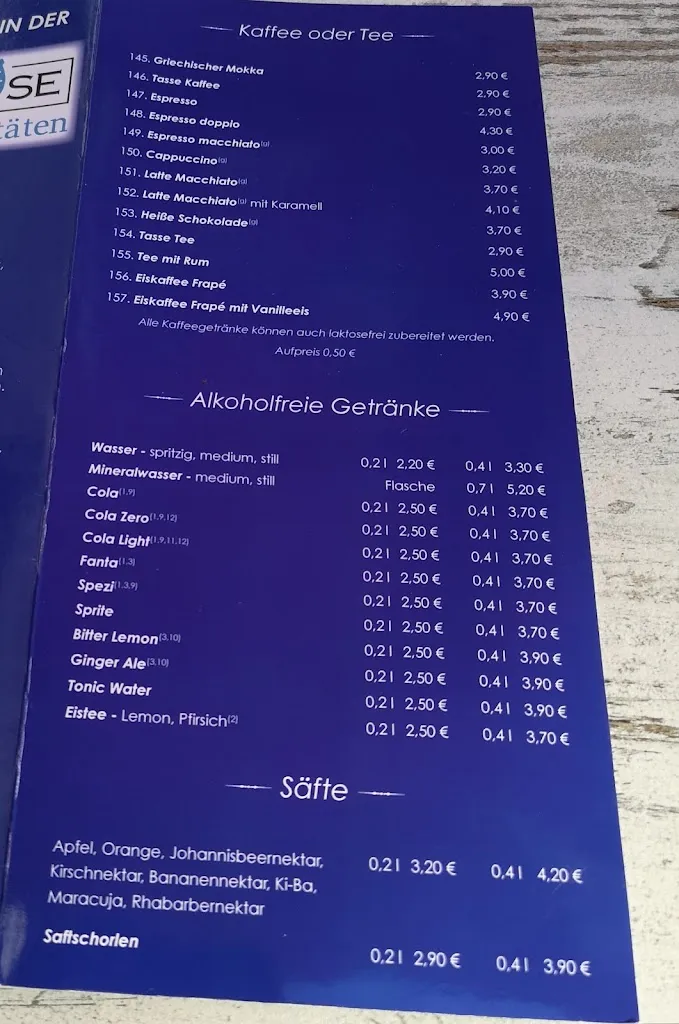 IN DER
SE
täten
Kaffee oder Tee
145. Griechischer Mokka 2,90 €
146. Tasse Kaffee 2,90 €
147. Espresso 2,90 €
148. Espresso doppio 4,30 €
149. Espresso macchiato(g) 3,00 €
150. Cappuccino(g) 3,20 €
151. Latte Macchiato(g) 3,70 €
152. Latte Macchiato(g) mit Karamell 4,10 €
153. Heiße Schokolade(g) 3,70 €
154. Tasse Tee 2,90 €
155. Tee mit Rum 5,00 €
156. Eiskaffee Frapé 3,90 €
157. Eiskaffee Frapé mit Vanilleeis 4,90 €
Alle Kaffeegetränke können auch laktosefrei zubereitet werden.
Aufpreis 0,50 €
Alkoholfreie Getränke
Wasser - spritzig, medium, still 0,2 l 2,20 € 0,4 l 3,30 €
Mineralwasser - medium, still Flasche 0,7 l 5,20 €
Cola(1,9) 0,2 l 2,50 € 0,4 l 3,70 €
Cola Zero(1,9,12) 0,2 l 2,50 € 0,4 l 3,70 €
Cola Light(1,9,11,12) 0,2 l 2,50 € 0,4 l 3,70 €
Fanta(1,3) 0,2 l 2,50 € 0,4 l 3,70 €
Spezi(1,3,9) 0,2 l 2,50 € 0,4 l 3,70 €
Sprite 0,2 l 2,50 € 0,4 l 3,70 €
Bitter Lemon(3,10) 0,2 l 2,50 € 0,4 l 3,90 €
Ginger Ale(3,10) 0,2 l 2,50 € 0,4 l 3,90 €
Tonic Water 0,2 l 2,50 € 0,4 l 3,90 €
Eistee - Lemon, Pfirsich(2) 0,2 l 2,50 € 0,4 l 3,70 €
Säfte
Apfel, Orange, Johannisbeernektar, 0,2 l 3,20 € 0,4 l 4,20 €
Kirschnektar, Bananennektar, Ki-Ba,
Maracuja, Rhabarbernektar
Saftschorlen 0,2 l 2,90 € 0,4 l 3,90 €